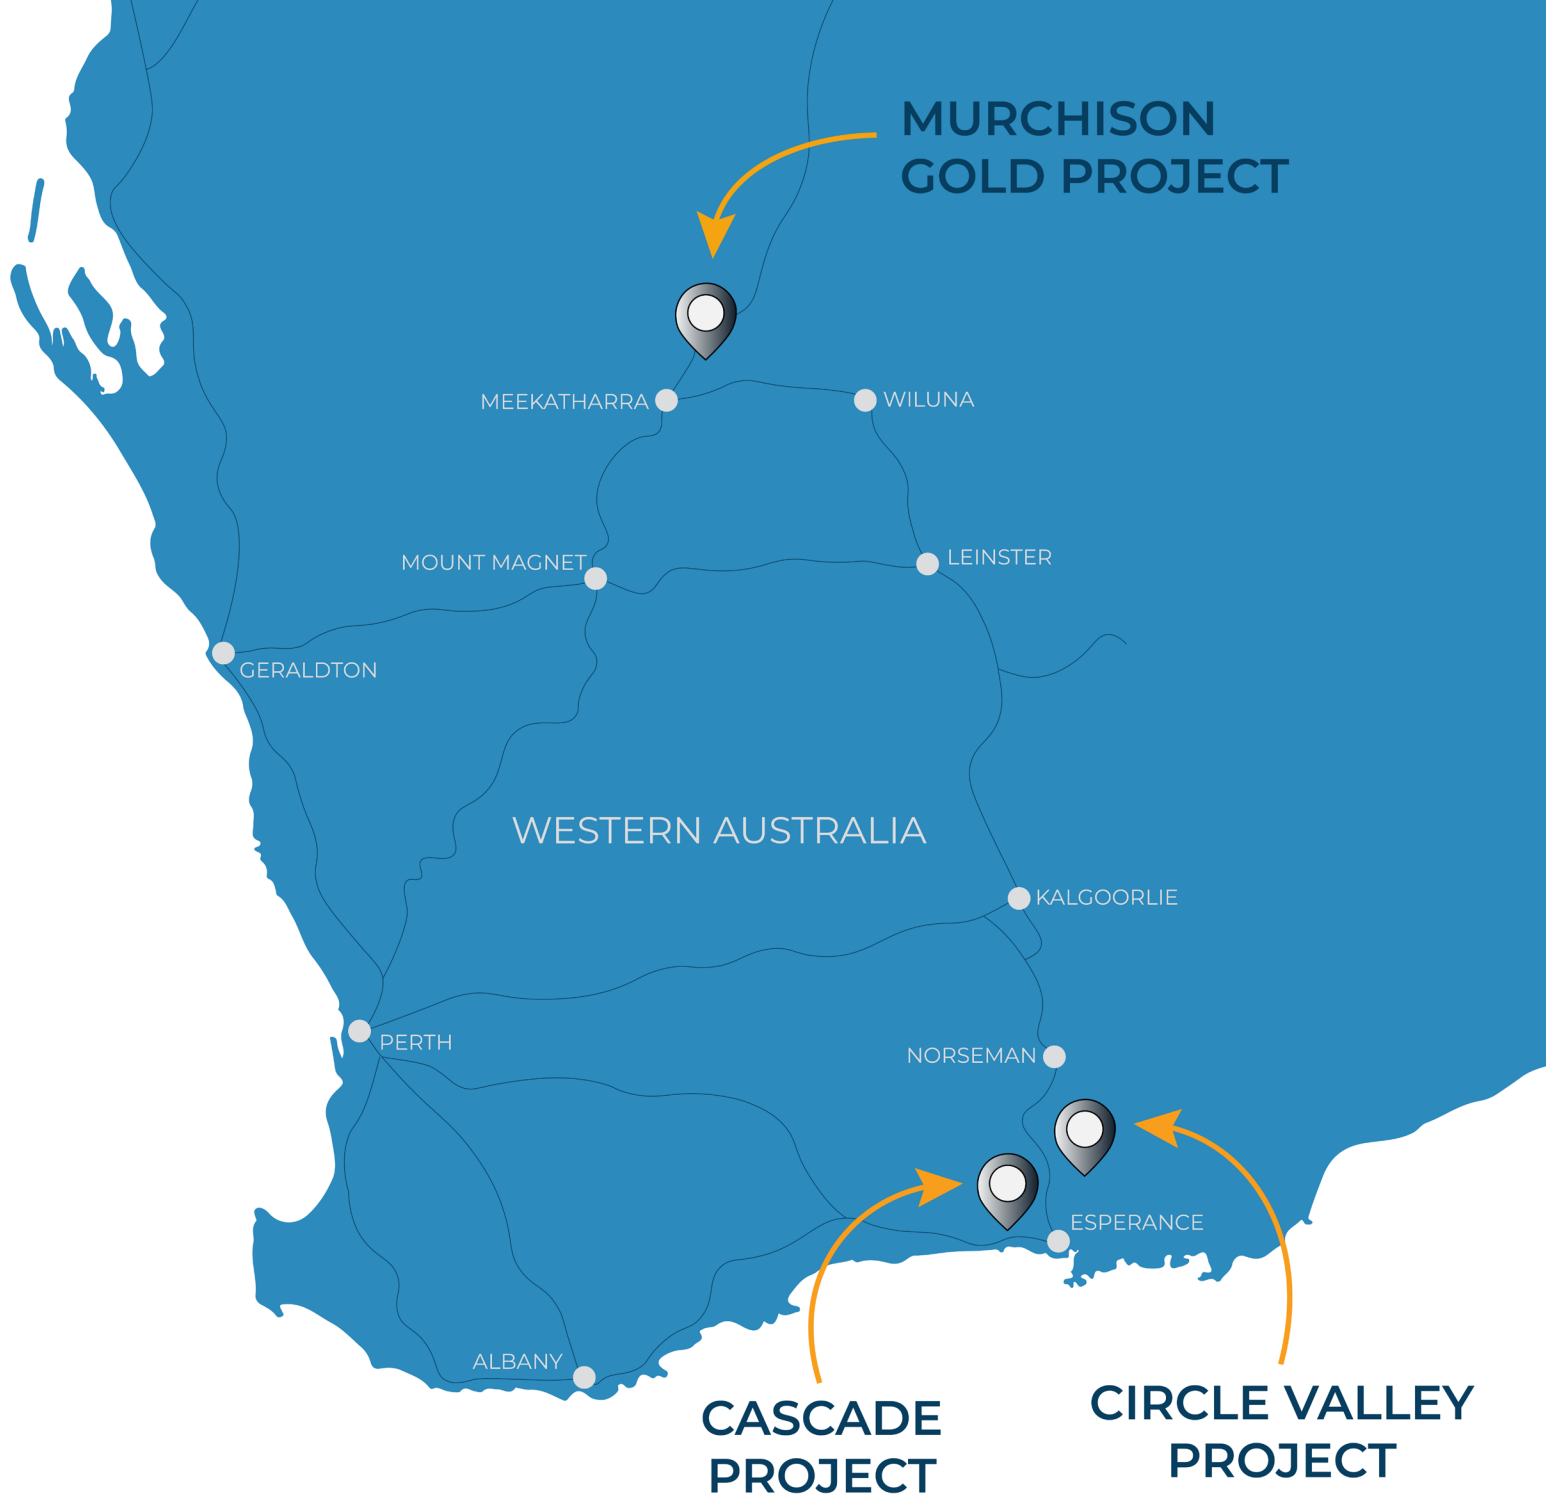 MURCHISON
GOLD PROJECT
MEEKATHARRA
WILUNA
MOUNT MAGNET
LEINSTER
GERALDTON
WESTERN AUSTRALIA
KALGOORLIE
PERTH
NORSEMAN
ESPERANCE
ALBANY
CASCADE
PROJECT
CIRCLE VALLEY
PROJECT